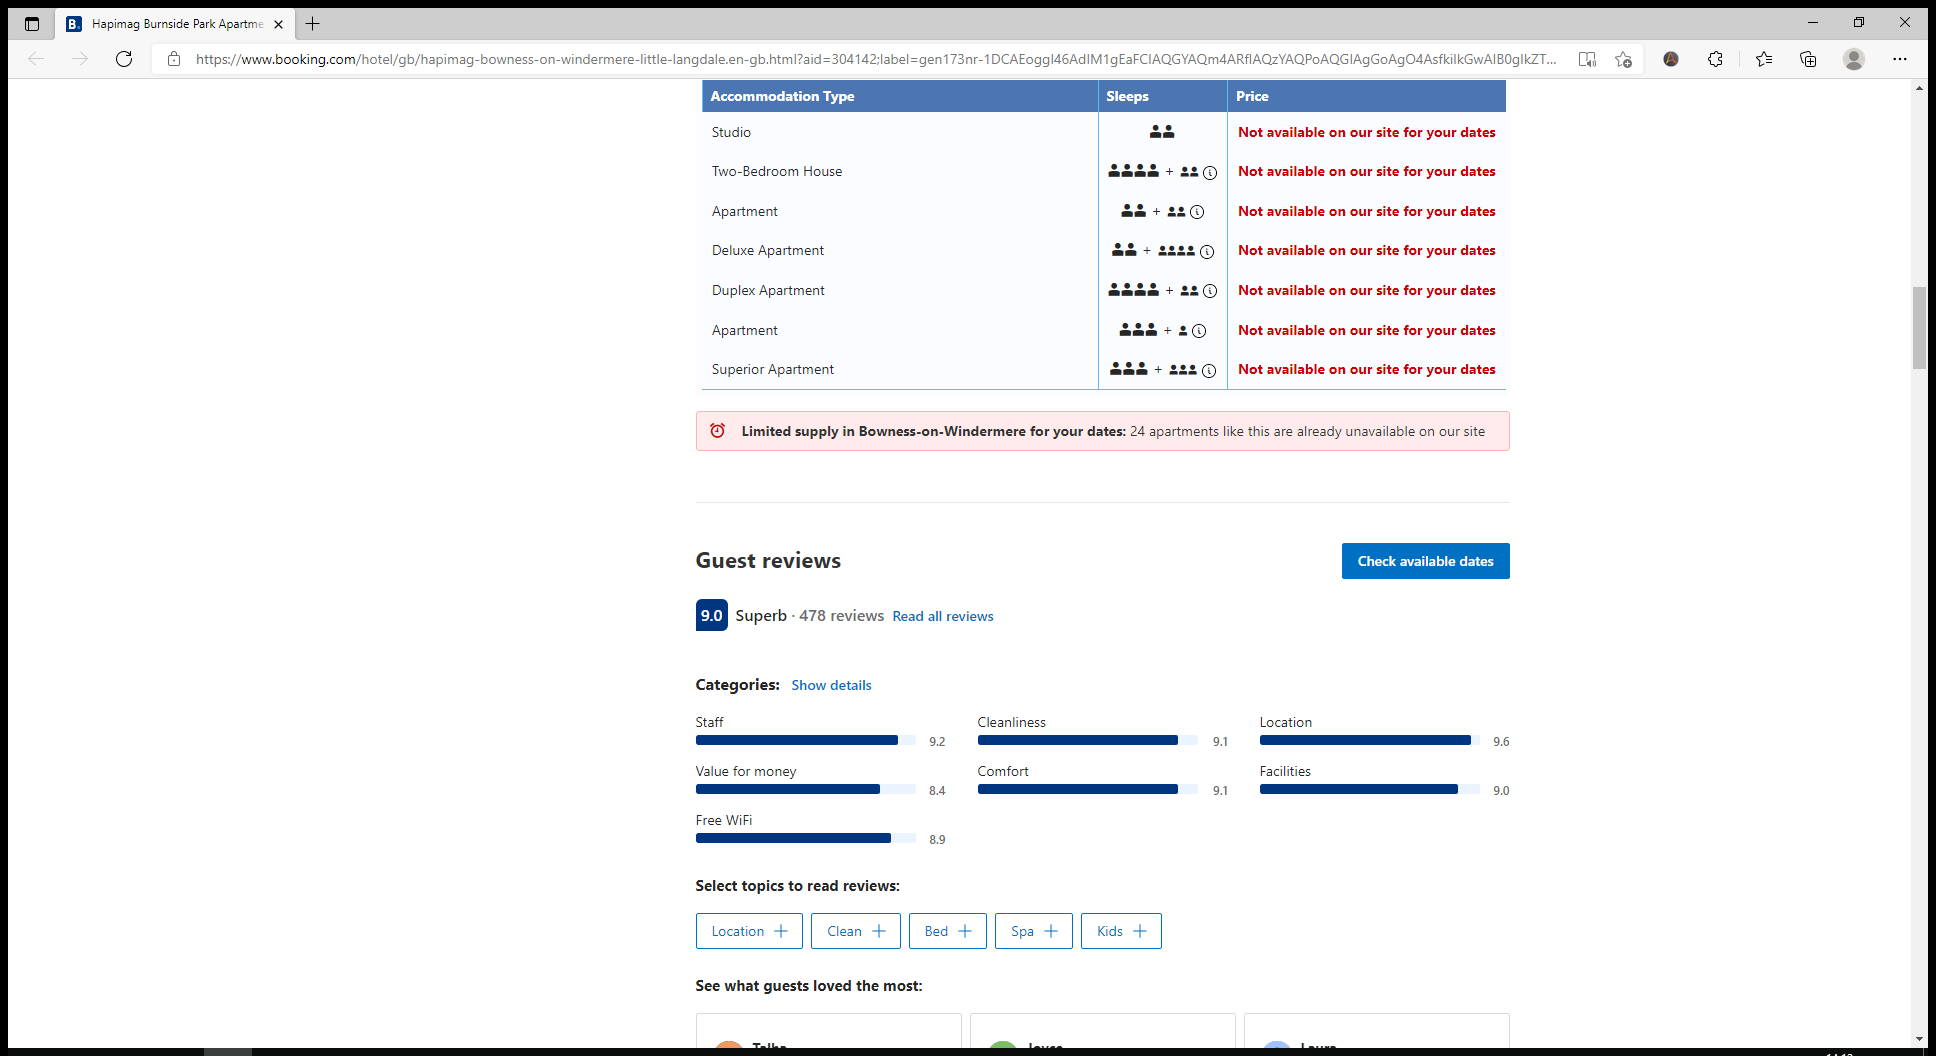 Hapimag Burnside Park Apartme
https://www.booking.com/hotel/gb/hapimag-bowness-on-windermere-little-langdale.en-gb.html?aid=304142;label=gen173nr-1DCAEoggI46AdIM1gEaFCIAQGYAQm4ARfIAQzYAQPoAQGIAgGoAgO4AsfkiIkGwAIB0gIkZT...
Accommodation Type Sleeps Price
Studio Not available on our site for your dates
Two-Bedroom House + Not available on our site for your dates
Apartment + Not available on our site for your dates
Deluxe Apartment + Not available on our site for your dates
Duplex Apartment + Not available on our site for your dates
Apartment + Not available on our site for your dates
Superior Apartment + Not available on our site for your dates
Limited supply in Bowness-on-Windermere for your dates: 24 apartments like this are already unavailable on our site
Guest reviews Check available dates
9.0 Superb · 478 reviews Read all reviews
Categories: Show details
Staff Cleanliness Location
9.2 9.1 9.6
Value for money Comfort Facilities
8.4 9.1 9.0
Free WiFi
8.9
Select topics to read reviews:
Location Clean Bed Spa Kids
See what guests loved the most:
Talha Joyce Laura